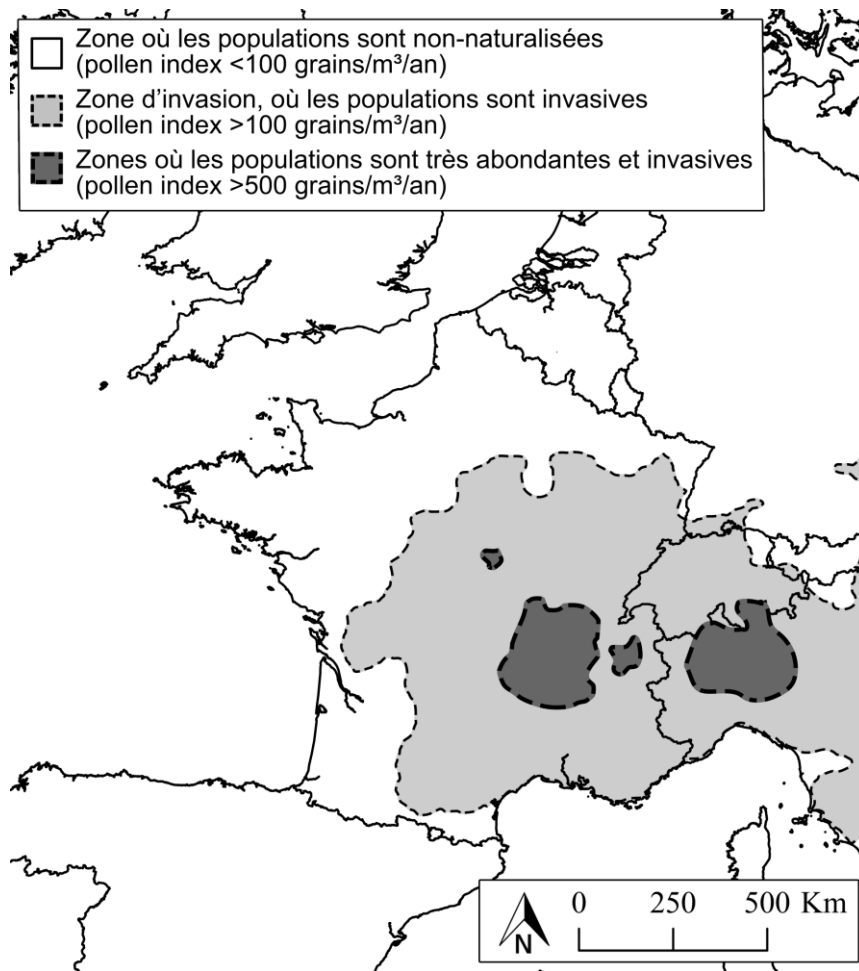 Zone où les populations sont non-naturalisées
(pollen index <100 grains/m³/an)
Zone d'invasion, où les populations sont invasives
(pollen index >100 grains/m³/an)
Zones où les populations sont très abondantes et invasives
(pollen index >500 grains/m³/an)
N
0 250 500 Km